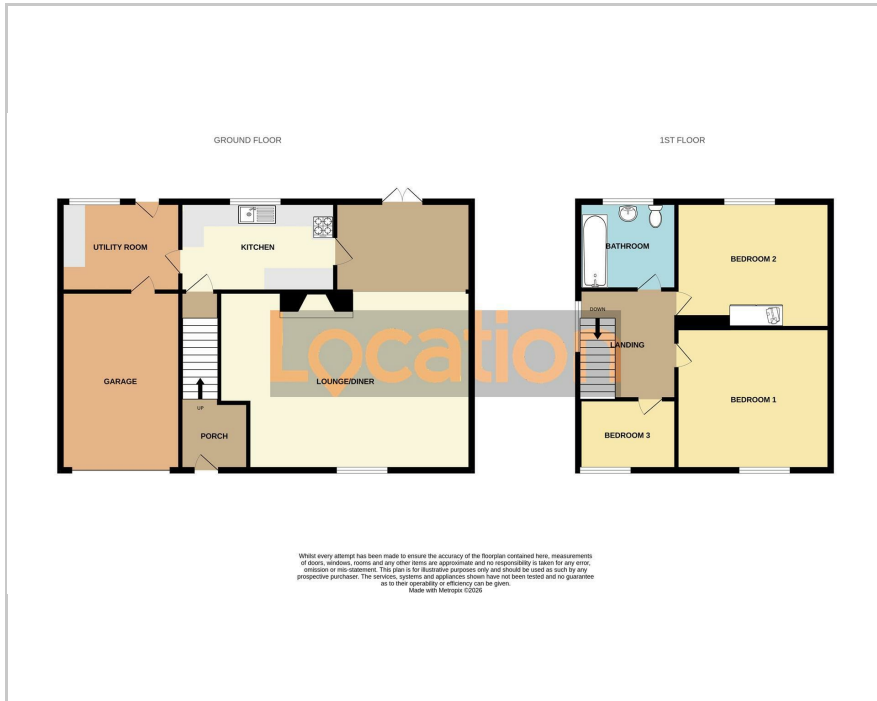 GROUND FLOOR
1ST FLOOR
UTILITY ROOM
KITCHEN
BATHROOM
BEDROOM 2
DOWN
LANDING
Location
GARAGE
LOUNGE/DINER
BEDROOM 1
UP
PORCH
BEDROOM 3
Whilst every attempt has been made to ensure the accuracy of the floorplan contained here, measurements
of doors, windows, rooms and any other items are approximate and no responsibility is taken for any error,
omission or mis-statement. This plan is for illustrative purposes only and should be used as such by any
prospective purchaser. The services, systems and appliances shown have not been tested and no guarantee
as to their operability or efficiency can be given.
Made with Metropix ©2026